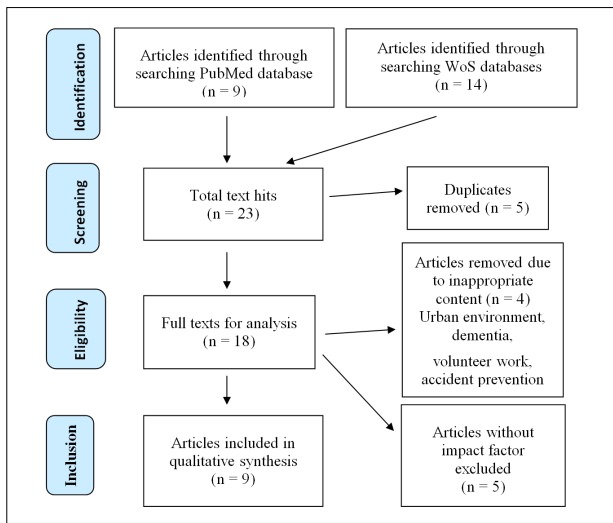 Identification
Articles identified through
searching PubMed database
(n = 9)
Articles identified through
searching WoS databases
(n = 14)
Screening
Total text hits
(n = 23)
Duplicates
removed (n = 5)
Eligibility
Full texts for analysis
(n = 18)
Articles removed due
to inappropriate
content (n = 4)
Urban environment,
dementia,
volunteer work,
accident prevention
Inclusion
Articles included in
qualitative synthesis
(n = 9)
Articles without
impact factor
excluded
(n = 5)